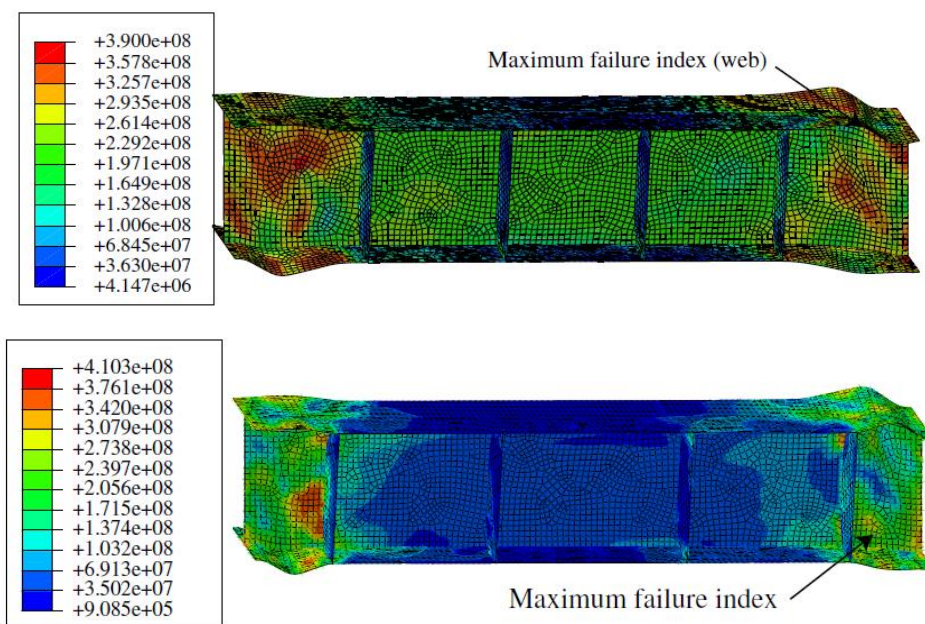 +3.900e+08
+3.578e+08
+3.257e+08
+2.935e+08
+2.614e+08
+2.292e+08
+1.971e+08
+1.649e+08
+1.328e+08
+1.006e+08
+6.845e+07
+3.630e+07
+4.147e+06
Maximum failure index (web)
+4.103e+08
+3.761e+08
+3.420e+08
+3.079e+08
+2.738e+08
+2.397e+08
+2.056e+08
+1.715e+08
+1.374e+08
+1.032e+08
+6.913e+07
+3.502e+07
+9.085e+05
Maximum failure index